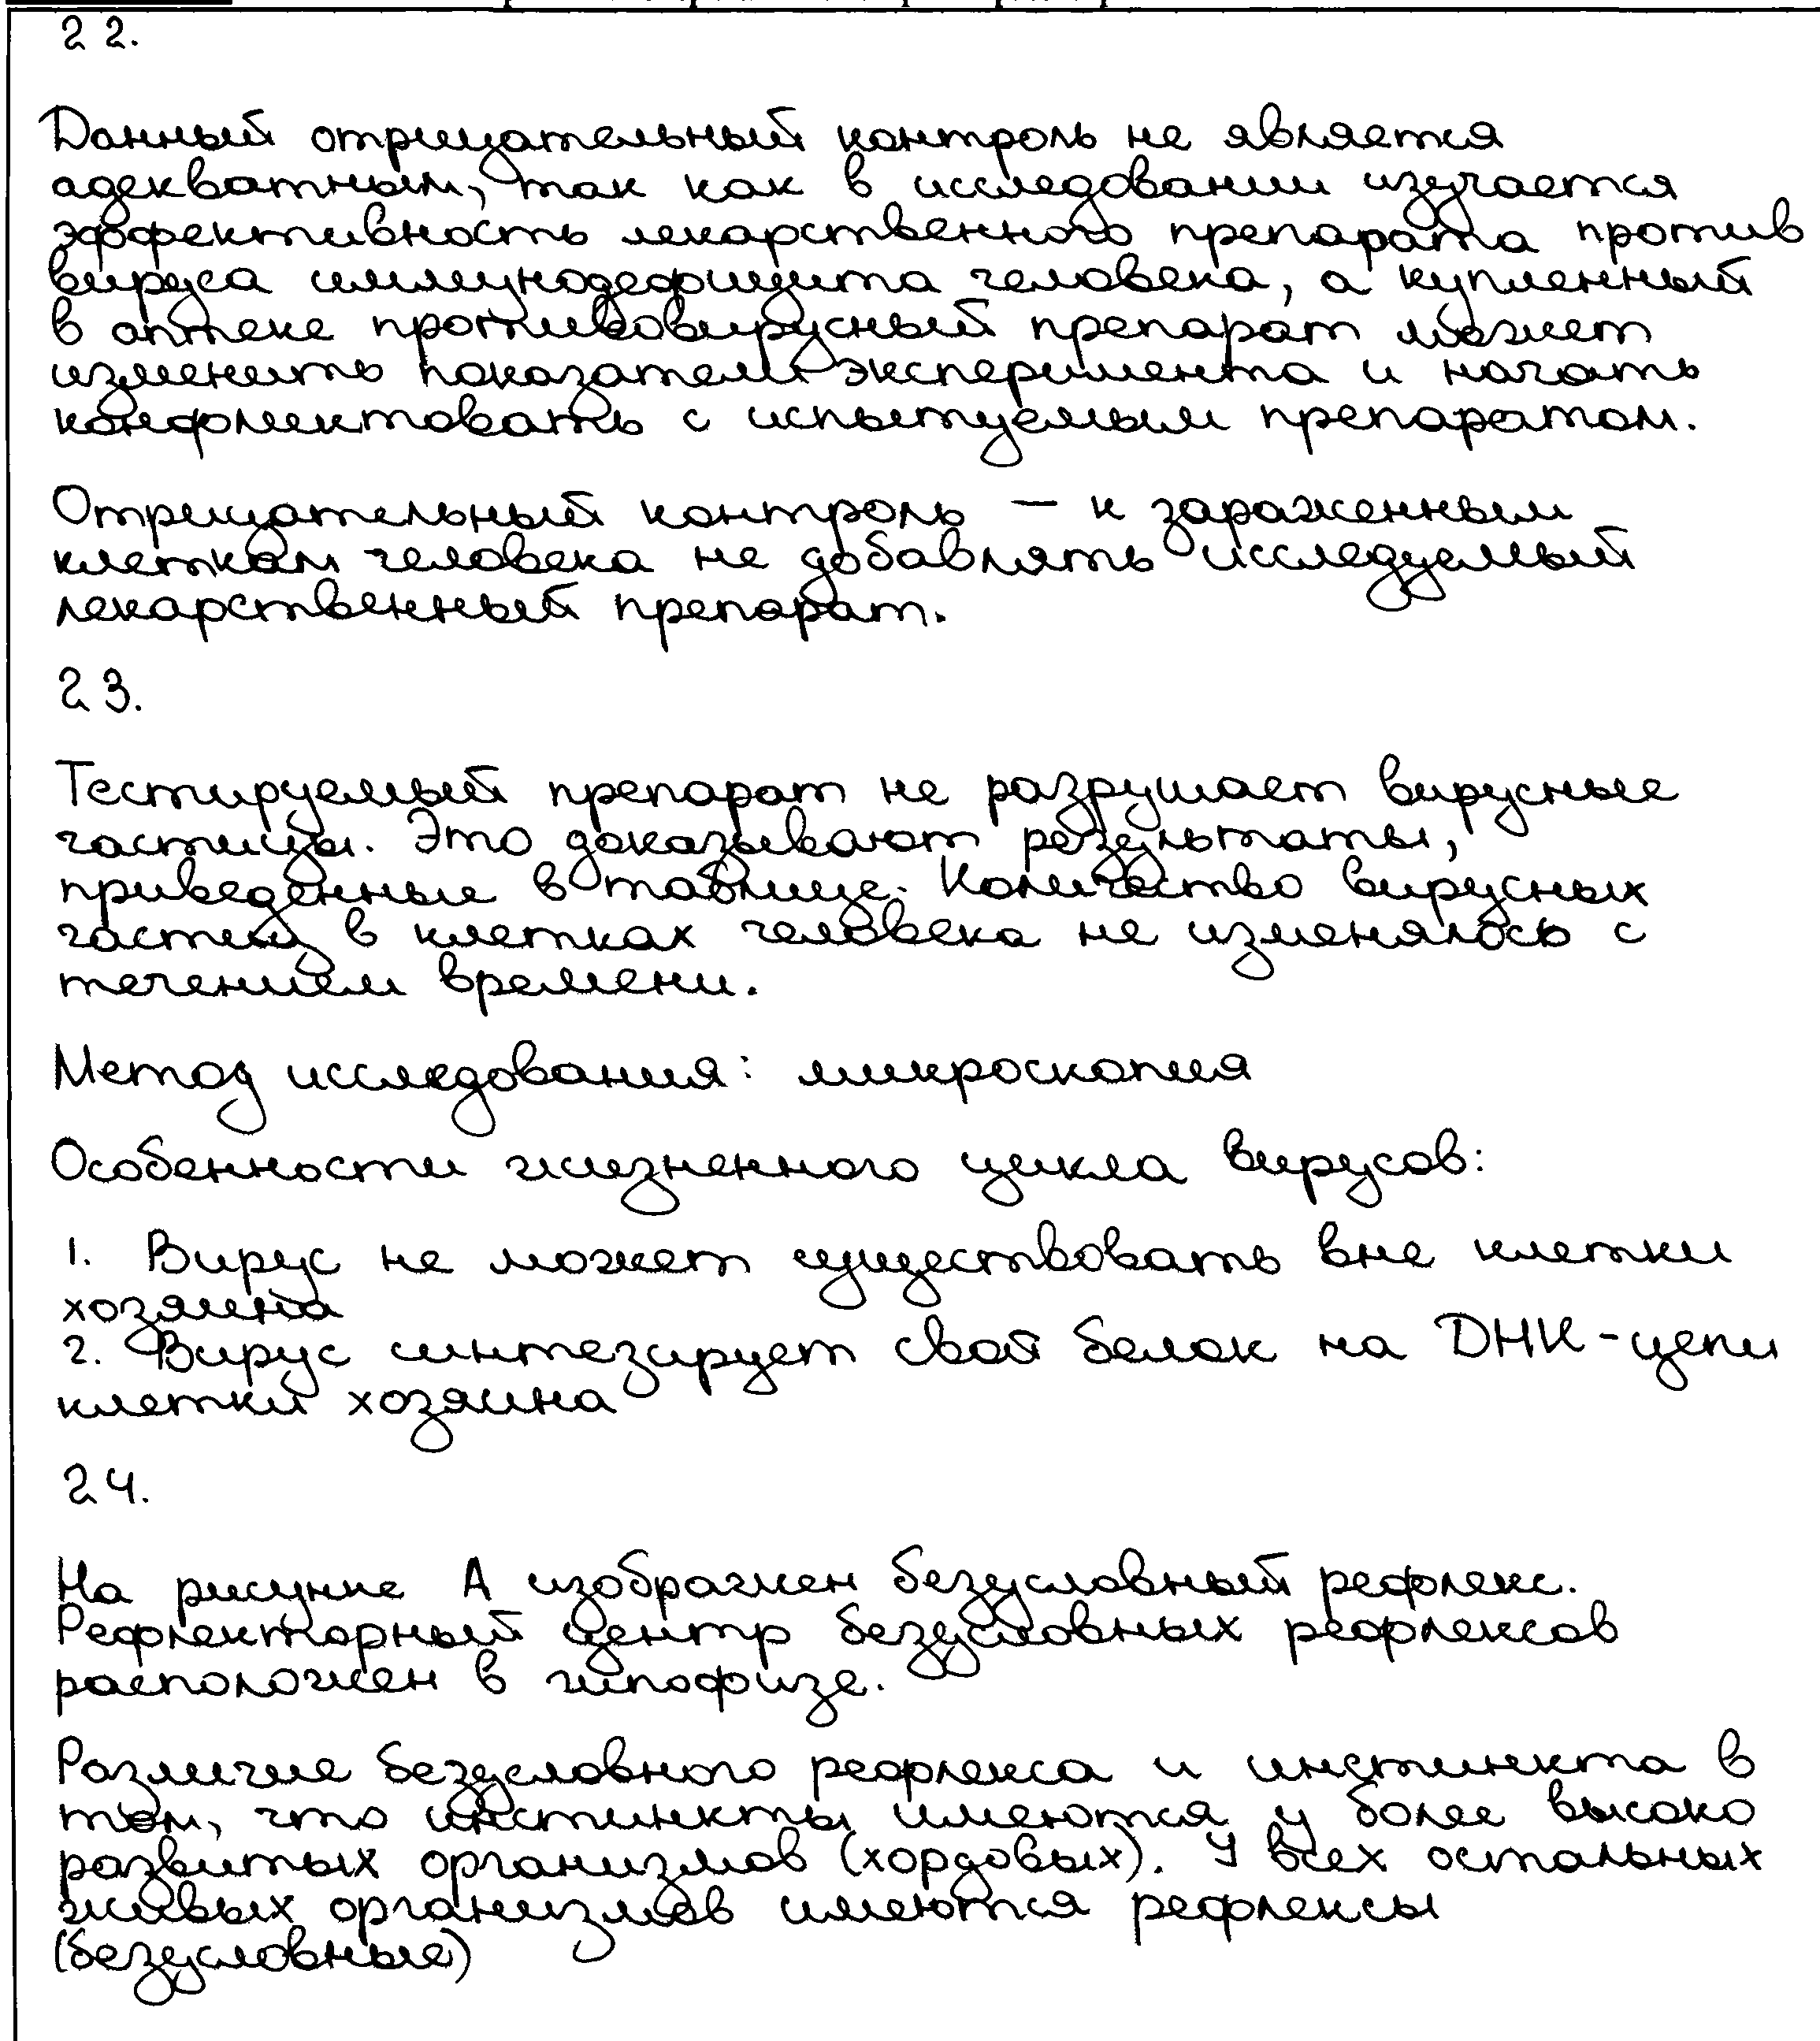 22.
Данный отрицательный контроль не является
адекватным, так как в исследовании изучается
эффективность лекарственного препарата против
вируса иммунодефицита человека, а купленный
в аптеке противовирусный препарат может
изменить показатели эксперимента и начать
конфликтовать с испытуемым препаратом.
Отрицательный контроль – к зараженным
клеткам человека не добавлять исследуемый
лекарственный препарат.
23.
Тестируемый препарат не разрушает вирусные
частицы. Это доказывают результаты,
приведенные в таблице. Количество вирусных
частиц в клетках человека не изменялось с
течением времени.
Метод исследования: микроскопия
Особенности жизненного цикла вирусов:
1. Вирус не может существовать вне клетки
хозяина
2. Вирус синтезирует свой белок на ДНК-цепи
клетки хозяина
24.
На рисунке А изображен безусловный рефлекс.
Рефлекторный центр безусловных рефлексов
расположен в гипофизе.
Различие безусловного рефлекса и инстинкта в
том, что инстинкты имеются у более высоко
развитых организмов (хордовых). У всех остальных
живых организмов имеются рефлексы
(безусловные)